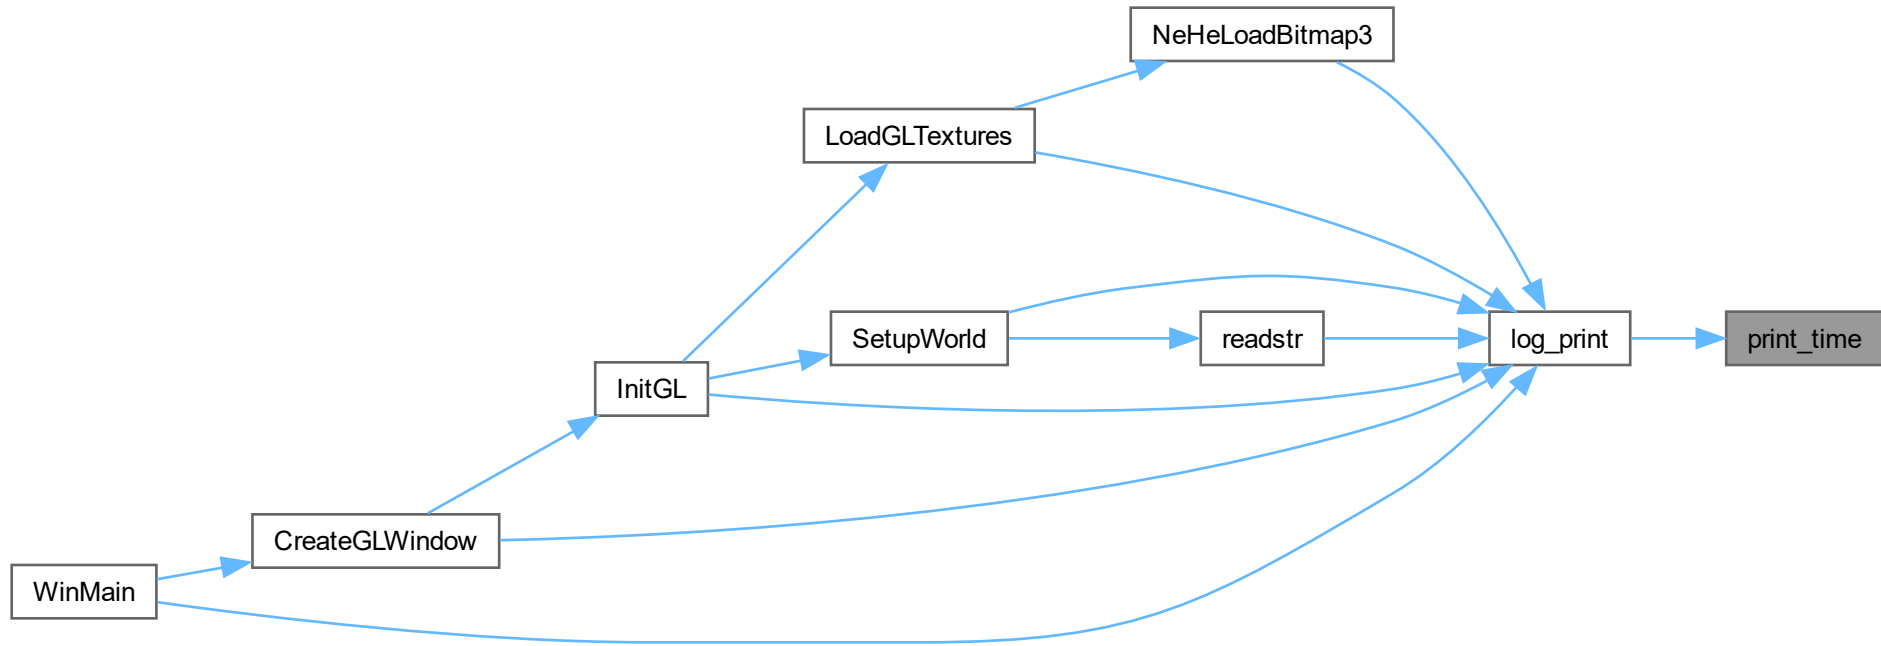 NeHeLoadBitmap3
LoadGLTextures
SetupWorld
readstr
log_print
print_time
InitGL
CreateGLWindow
WinMain